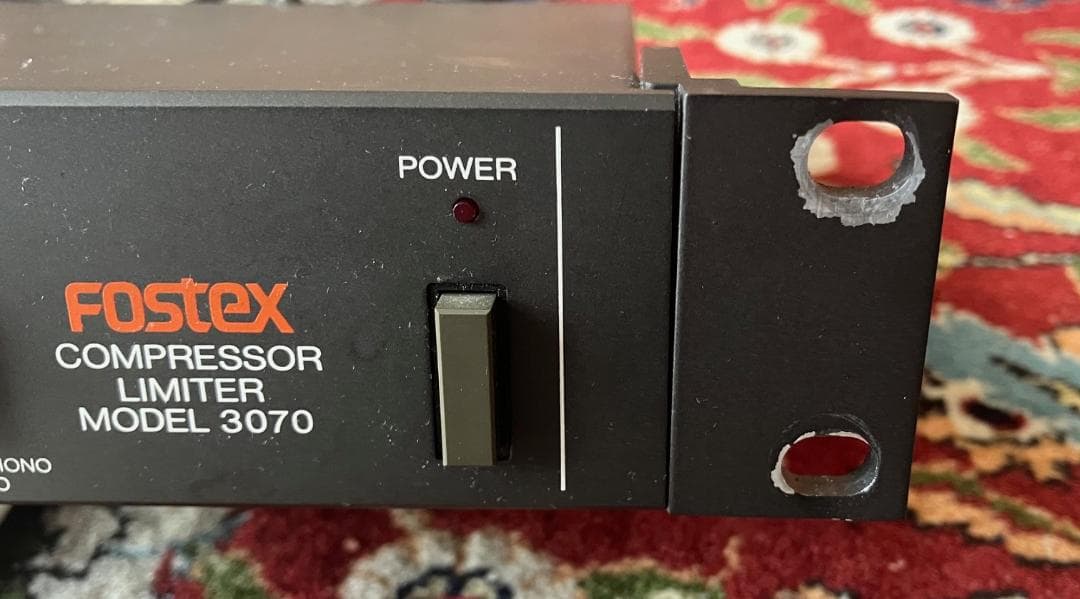 POWER
FOSTEX
COMPRESSOR
LIMITER
MODEL 3070